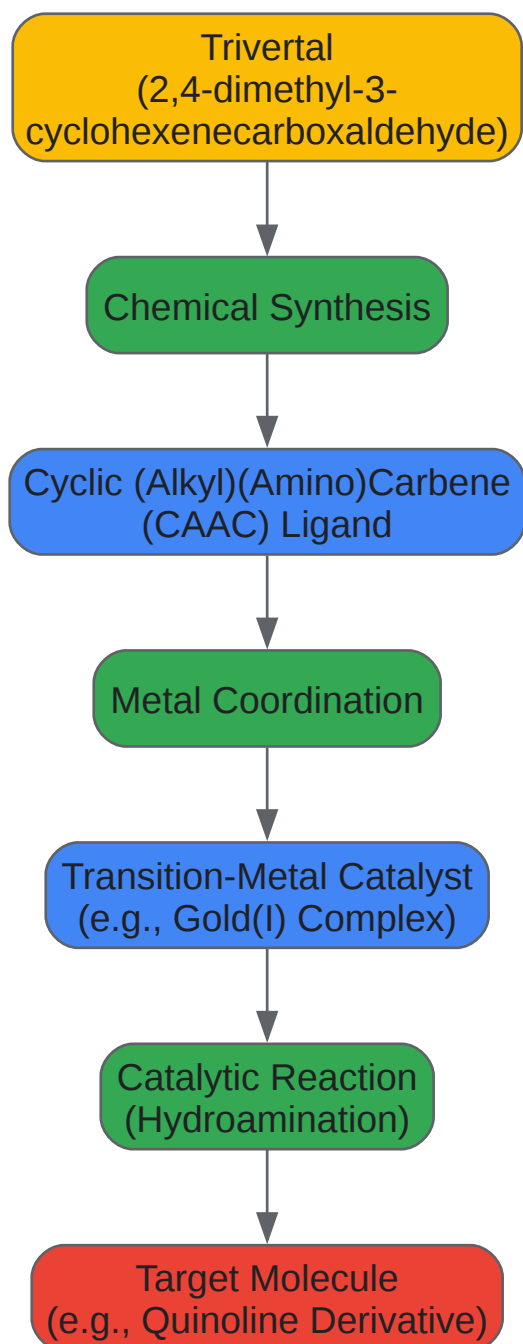 Trivertal
(2,4-dimethyl-3-
cyclohexenecarboxaldehyde)
Chemical Synthesis
Cyclic (Alkyl)(Amino)Carbene
(CAAC) Ligand
Metal Coordination
Transition-Metal Catalyst
(e.g., Gold(I) Complex)
Catalytic Reaction
(Hydroamination)
Target Molecule
(e.g., Quinoline Derivative)